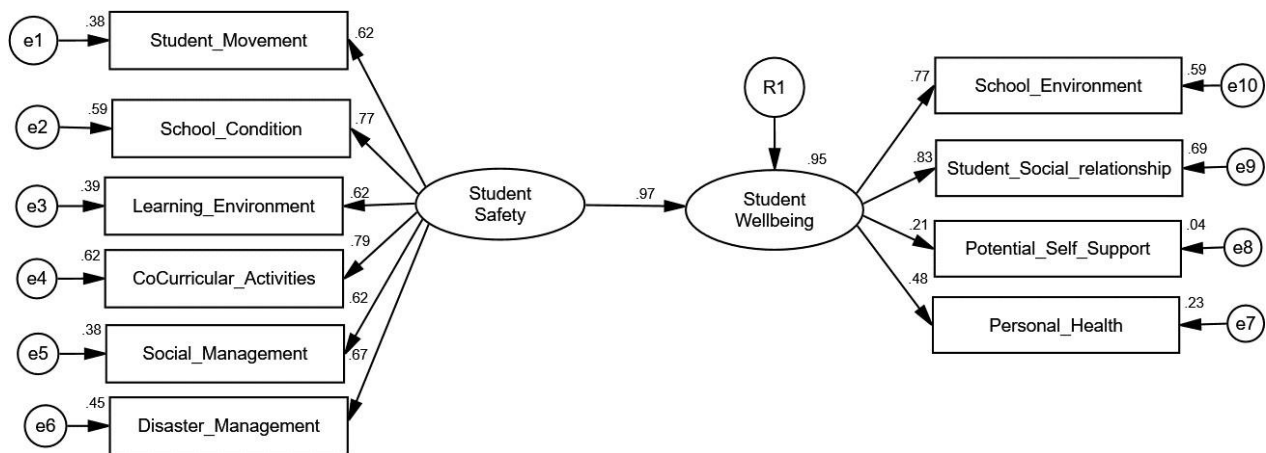 e1
.38
Student_Movement
.62
e2
.59
School_Condition
.77
e3
.39
Learning_Environment
.62
e4
.62
CoCurricular_Activities
.79
e5
.38
Social_Management
.62
e6
.45
Disaster_Management
.67
Student
Safety
.97
R1
.95
Student
Wellbeing
.77
School_Environment
.59
e10
.83
Student_Social_relationship
.69
e9
.21
Potential_Self_Support
.04
e8
.48
Personal_Health
.23
e7